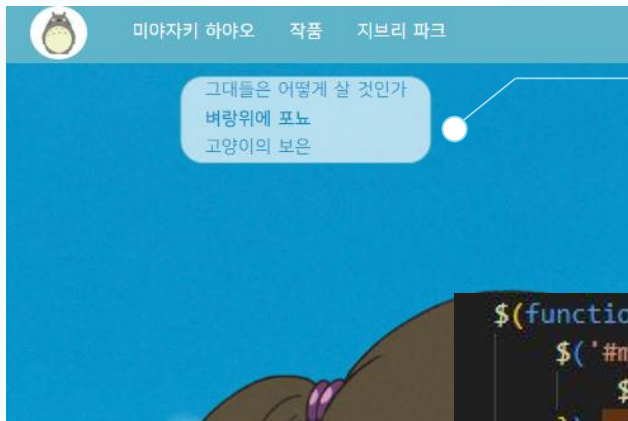 미야자키 하야오 작품 지브리 파크
그대들은 어떻게 살 것인가
벼랑위에 포뇨
고양이의 보은
$(functio
$('#m
$